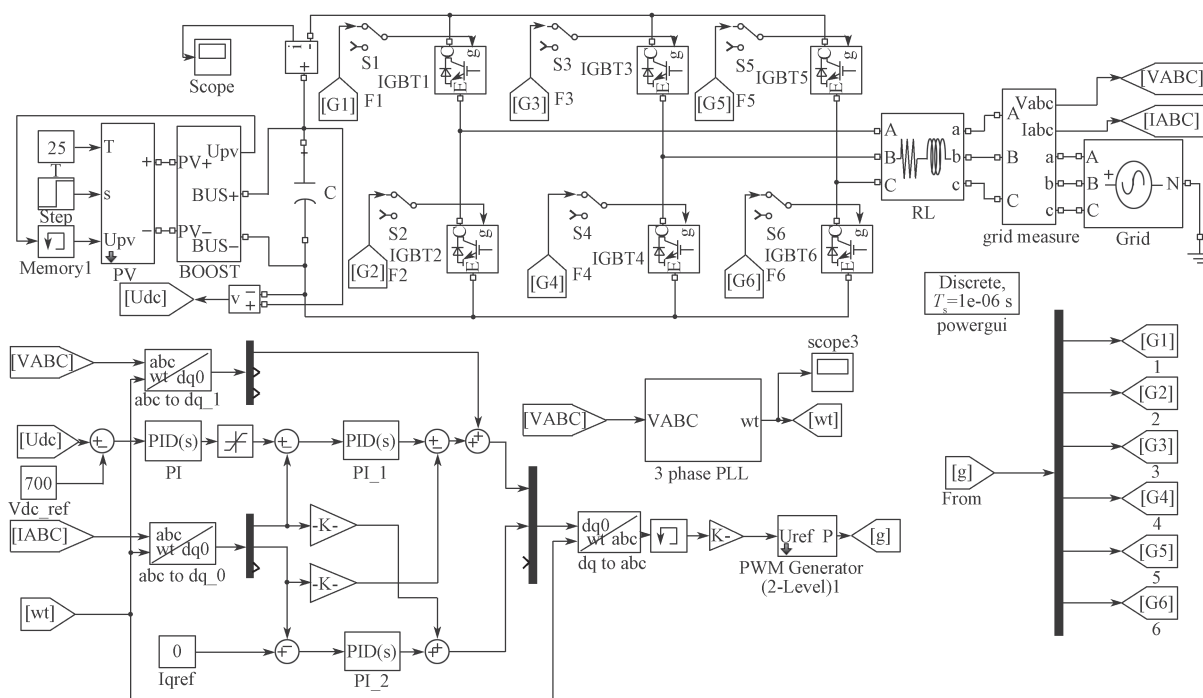 Scope
i
-
+
[G1]
F1
S1
IGBT1
C
g
E
[G3]
F3
S3
IGBT3
C
g
E
[G5]
F5
S5
IGBT5
C
g
E
25
T
Step
Memory1
T
s
Upv
+
-
PV
PV+
PV-
Upv
BUS+
BUS-
BOOST
+
C
[Udc]
v
-
+
[G2]
F2
S2
IGBT2
C
g
E
[G4]
F4
S4
IGBT4
C
g
E
[G6]
F6
S6
IGBT6
C
g
E
A
B
C
a
b
c
RL
A
B
C
Vabc
Iabc
a
b
c
grid measure
[VABC]
[IABC]
A
B
C
+
N
Grid
Discrete,
Ts=1e-06 s
powergui
[VABC]
abc
wt
dq0
abc to dq_1
[Udc]
+
-
700
Vdc_ref
PID(s)
PI
+
-
PID(s)
PI_1
+
-
+
+
[IABC]
abc
wt
dq0
abc to dq_0
-K-
-K-
[wt]
0
Iqref
+
-
PID(s)
PI_2
+
+
[VABC]
VABC
wt
3 phase PLL
scope3
[wt]
dq0
wt
abc
dq to abc
K-
Uref
P
PWM Generator
(2-Level)1
[g]
[g]
From
[G1]
1
[G2]
2
[G3]
3
[G4]
4
[G5]
5
[G6]
6